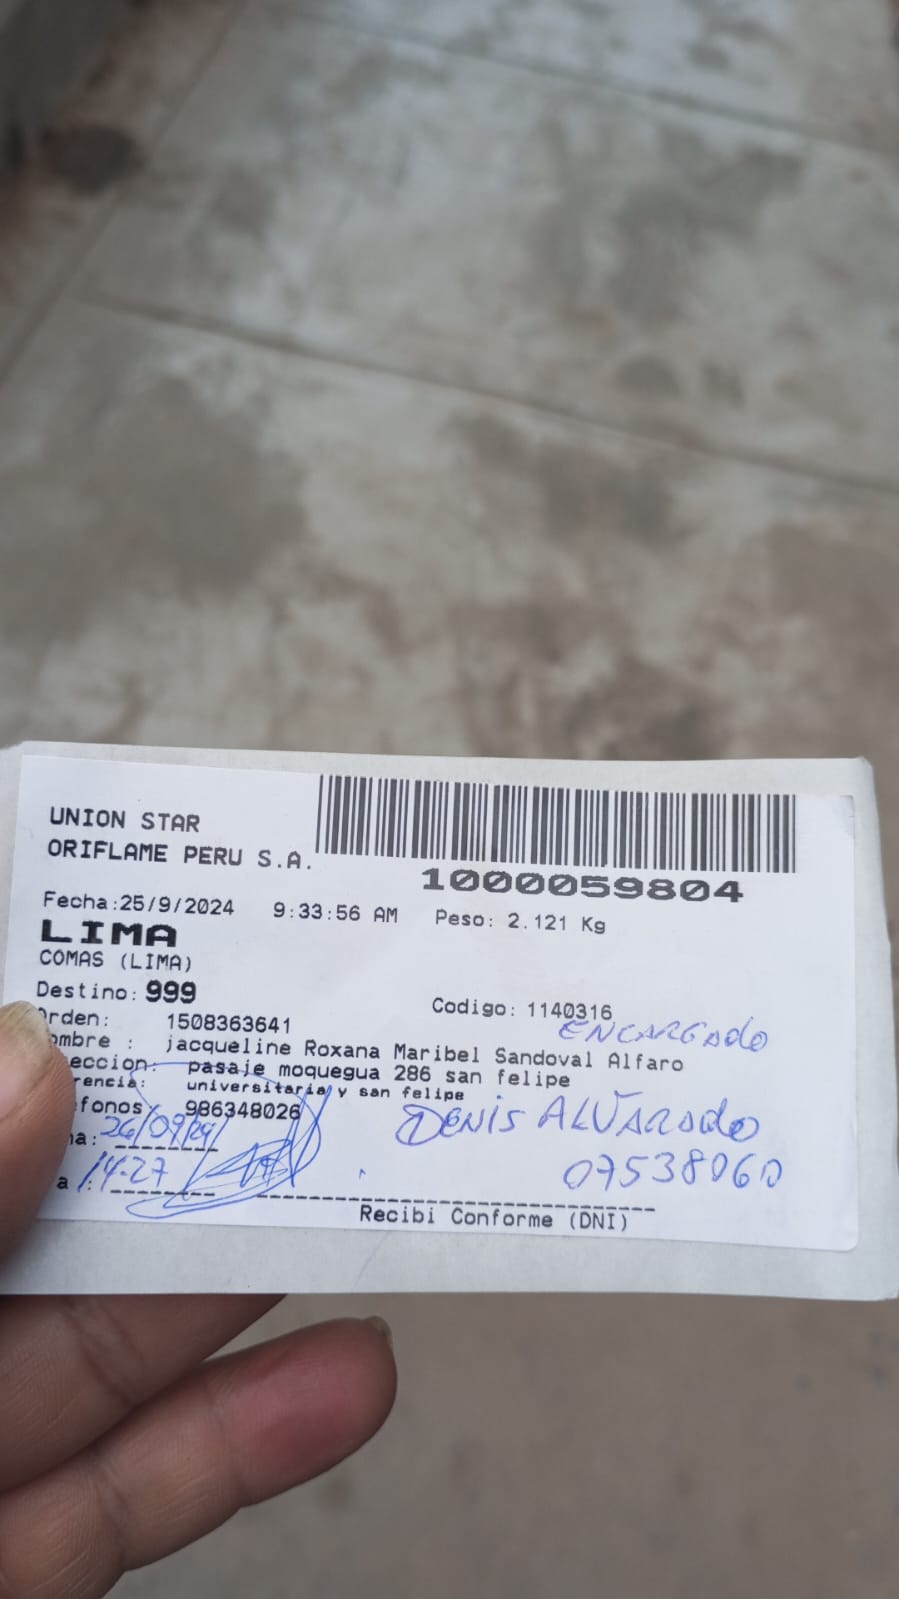 UNION STAR
ORIFLAME PERU S.A.
1000059804
Fecha:25/9/2024 9:33:56 AM Peso: 2.121 Kg
LIMA
COMAS (LIMA)
Destino: 999
Codigo: 1140316
rden: 1508363641
ENCARGADO
ombre : jacqueline Roxana Maribel Sandoval Alfaro
eccion: pasaje moquegua 286 san felipe
rencia: universitaria y san felipe
fonos: 986348026
DENIS ALVARADO
na: 26/09/24
07538060
a : 14:27
Recibi Conforme (DNI)